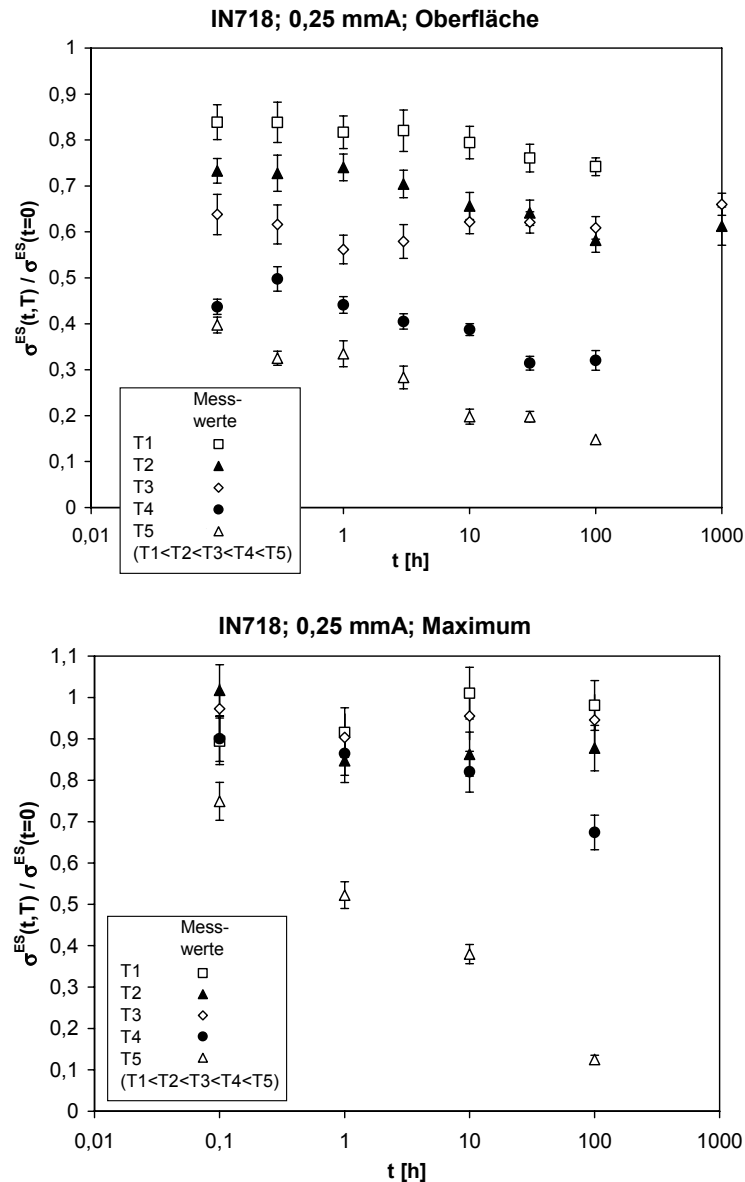 IN718; 0,25 mmA; Oberfläche
1
0,9
0,8
0,7
0,6
0,5
0,4
0,3
0,2
0,1
0
σ^ES(t,T) / σ^ES(t=0)
Mess-
werte
T1
T2
T3
T4
T5
(T1<T2<T3<T4<T5)
0,01 1 10 100 1000
t [h]
IN718; 0,25 mmA; Maximum
1,1
1
0,9
0,8
0,7
0,6
0,5
0,4
0,3
0,2
0,1
0
σ^ES(t,T) / σ^ES(t=0)
Mess-
werte
T1
T2
T3
T4
T5
(T1<T2<T3<T4<T5)
0,01 0,1 1 10 100 1000
t [h]